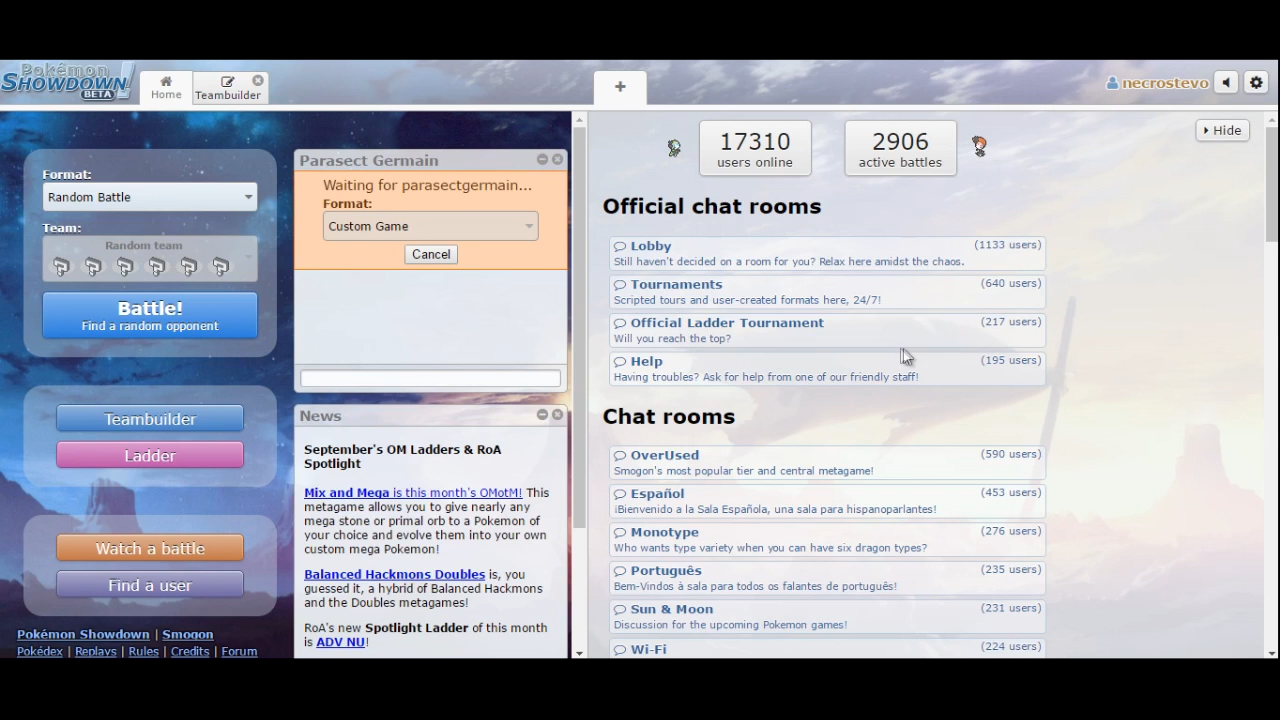 Pokémon
SHOWDOWN!
BETA
Home
Teambuilder
+
necrostevo
Format:
Random Battle
Team:
Random team
Battle!
Find a random opponent
Teambuilder
Ladder
Watch a battle
Find a user
Pokémon Showdown | Smogon
Pokédex | Replays | Rules | Credits | Forum
Parasect Germain
Waiting for parasectgermain...
Format:
Custom Game
Cancel
News
September's OM Ladders & RoA
Spotlight
Mix and Mega is this month's OMotM! This
metagame allows you to give nearly any
mega stone or primal orb to a Pokemon of
your choice and evolve them into your own
custom mega Pokemon!
Balanced Hackmons Doubles is, you
guessed it, a hybrid of Balanced Hackmons
and the Doubles metagames!
RoA's new Spotlight Ladder of this month
is ADV NU!
17310
users online
2906
active battles
Hide
Official chat rooms
Lobby (1133 users)
Still haven't decided on a room for you? Relax here amidst the chaos.
Tournaments (640 users)
Scripted tours and user-created formats here, 24/7!
Official Ladder Tournament (217 users)
Will you reach the top?
Help (195 users)
Having troubles? Ask for help from one of our friendly staff!
Chat rooms
OverUsed (590 users)
Smogon's most popular tier and central metagame!
Español (453 users)
¡Bienvenido a la Sala Española, una sala para hispanoparlantes!
Monotype (276 users)
Who wants type variety when you can have six dragon types?
Português (235 users)
Bem-Vindos à sala para todos os falantes de português!
Sun & Moon (231 users)
Discussion for the upcoming Pokemon games!
Wi-Fi (224 users)